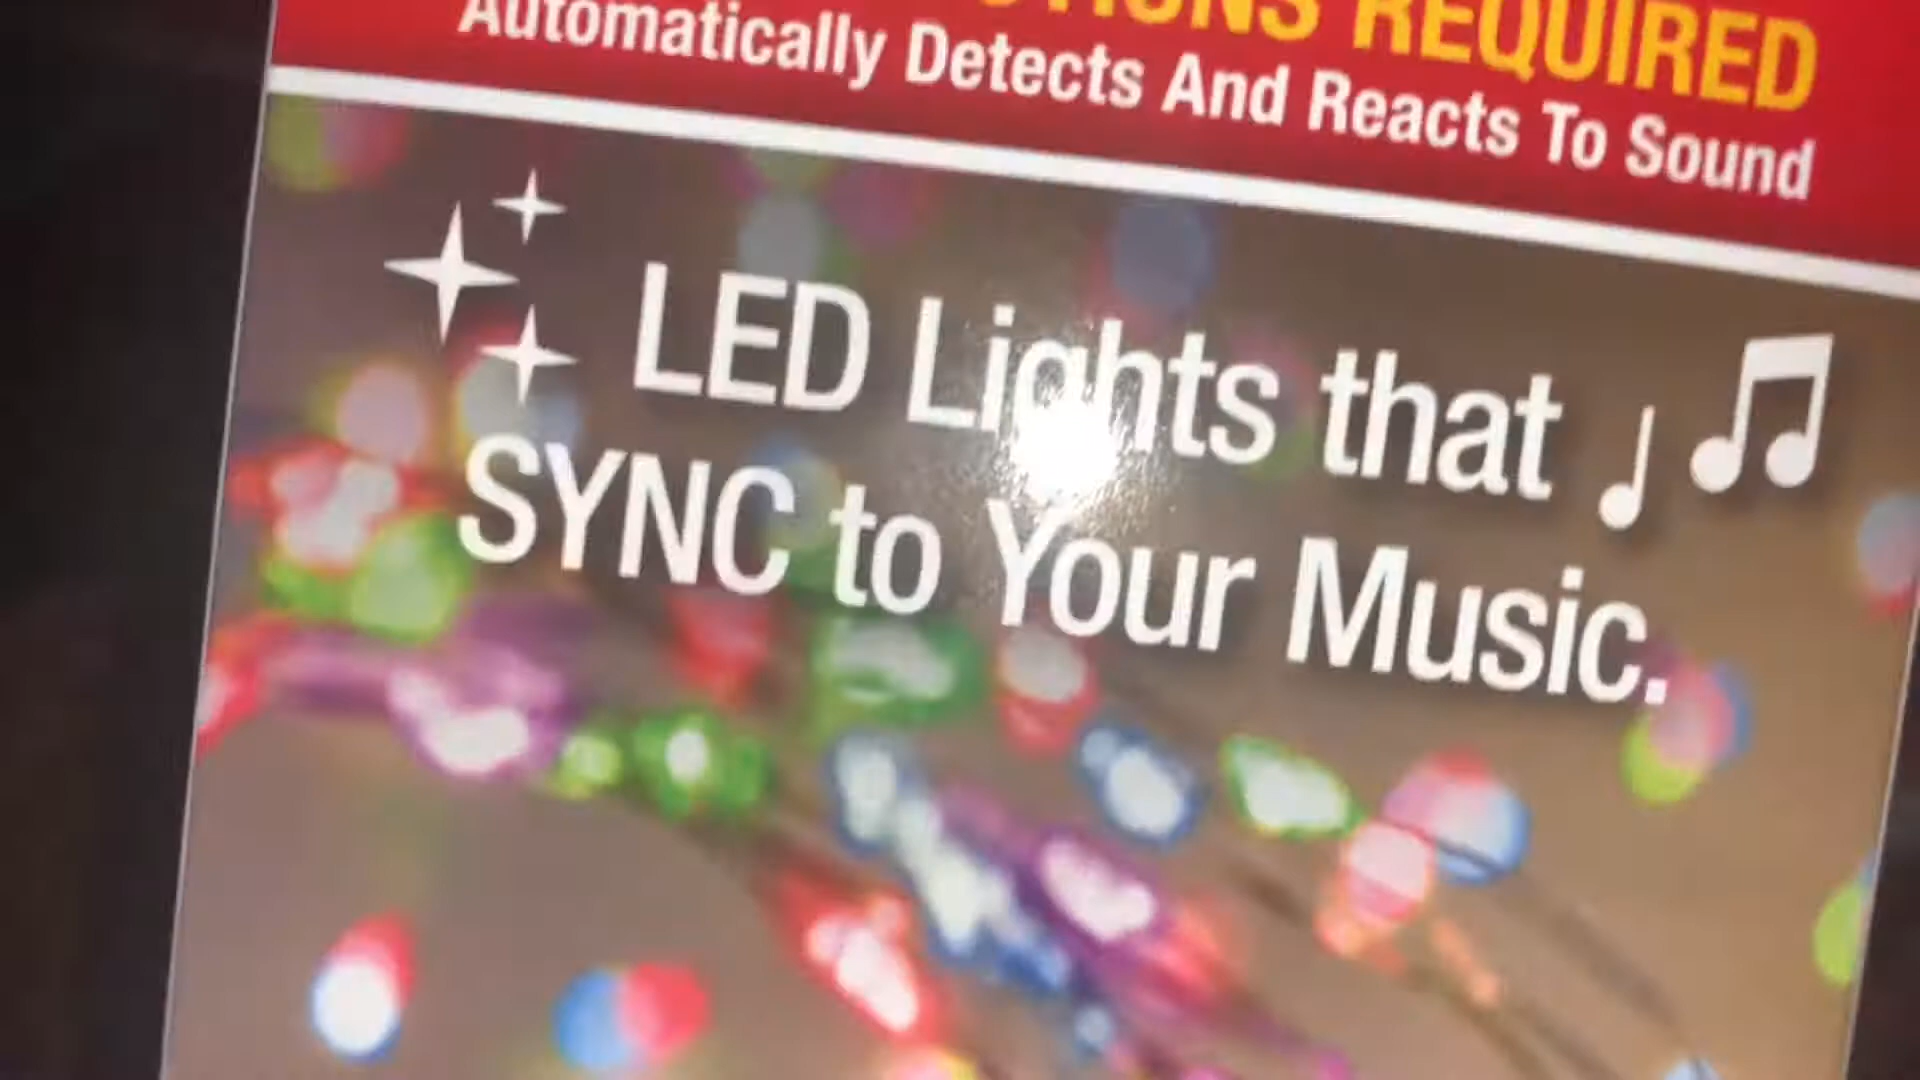 REQUIRED
Automatically Detects And Reacts To Sound
LED Lights that
SYNC to Your Music.